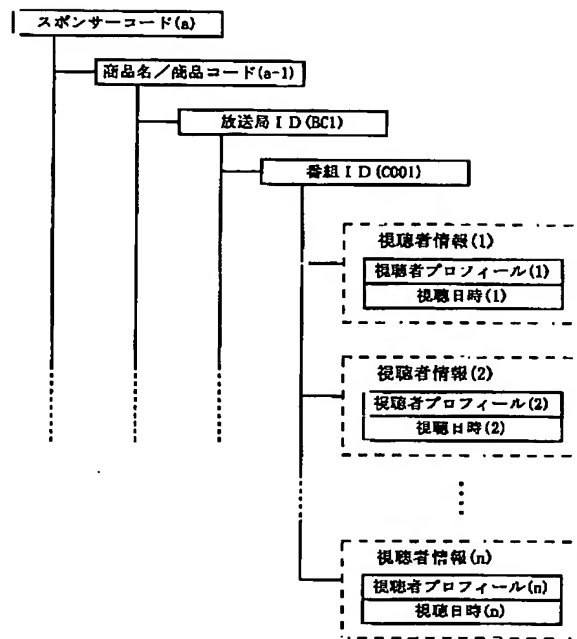 スポンサーコード(a)
商品名／商品コード(a-1)
放送局ＩＤ(BC1)
番組ＩＤ(C001)
視聴者情報(1)
視聴者プロフィール(1)
視聴日時(1)
視聴者情報(2)
視聴者プロフィール(2)
視聴日時(2)
視聴者情報(n)
視聴者プロフィール(n)
視聴日時(n)